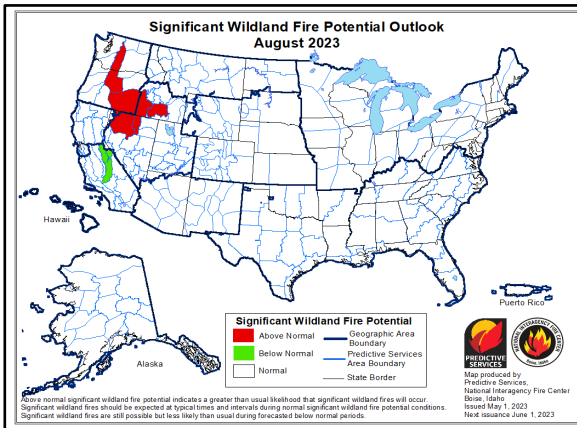 Significant Wildland Fire Potential Outlook
August 2023
Hawaii
Alaska
Puerto Rico
Significant Wildland Fire Potential
Above Normal
Below Normal
Normal
Geographic Area
Boundary
Predictive Services
Area Boundary
State Border
PREDICTIVE
SERVICES
NATIONAL INTERAGENCY FIRE CENTER
BOISE, IDAHO
Map produced by
Predictive Services,
National Interagency Fire Center
Boise, Idaho
Issued May 1, 2023
Next issuance June 1, 2023
Above normal significant wildland fire potential indicates a greater than usual likelihood that significant wildland fires will occur.
Significant wildland fires should be expected at typical times and intervals during normal significant wildland fire potential conditions.
Significant wildland fires are still possible but less likely than usual during forecasted below normal periods.